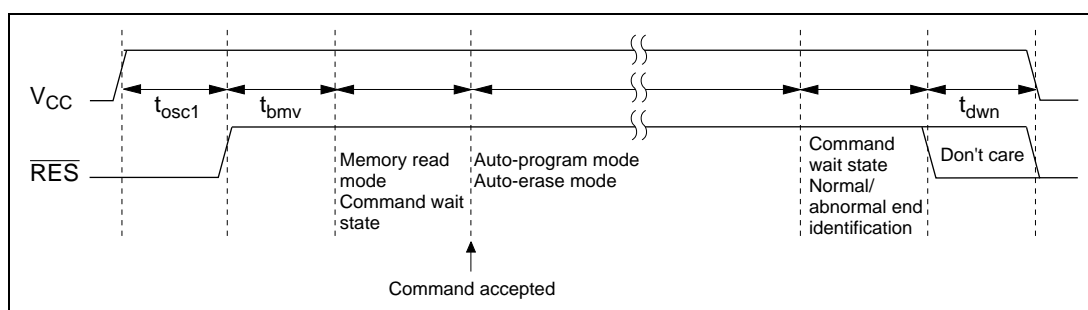 VCC
tosc1
tbmv
tdwn
RES
Memory read
mode
Command wait
state
Auto-program mode
Auto-erase mode
Command
wait state
Normal/
abnormal end
identification
Don't care
Command accepted